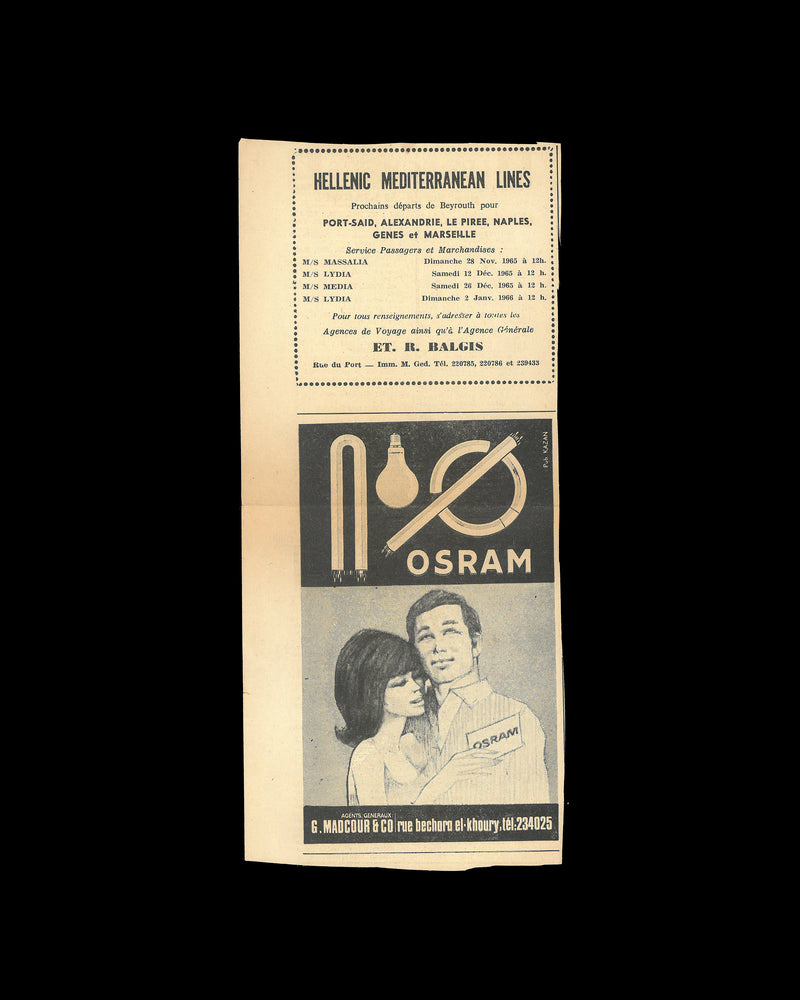 HELLENIC MEDITERRANEAN LINES
Prochains départs de Beyrouth pour
PORT-SAID, ALEXANDRIE, LE PIREE, NAPLES,
GENES et MARSEILLE
Service Passagers et Marchandises :
M/S MASSALIA Dimanche 28 Nov. 1965 à 12h.
M/S LYDIA Samedi 12 Déc. 1965 à 12 h.
M/S MEDIA Samedi 26 Déc. 1965 à 12 h.
M/S LYDIA Dimanche 2 Janv. 1966 à 12 h.
Pour tous renseignements, s'adresser à toutes les
Agences de Voyage ainsi qu'à l'Agence Générale
ET. R. BALGIS
Rue du Port — Imm. M. Ged. Tél. 220785, 220786 et 239433
Pub KAZAN
OSRAM
OSRAM
AGENTS GENERAUX
G. MADCOUR & CO rue bechara el-khoury, tél:234025